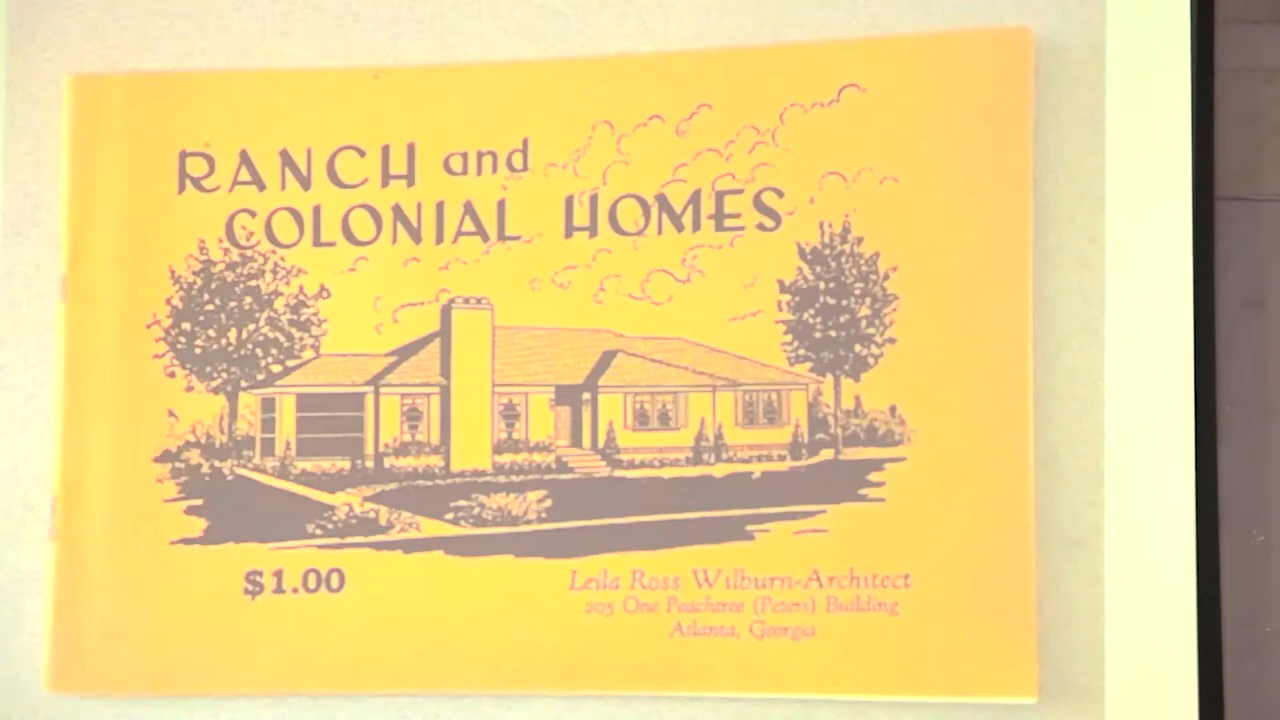 RANCH and
COLONIAL HOMES
$1.00
Leila Ross Wilburn-Architect
205 One Peachtree (Peters) Building
Atlanta, Georgia